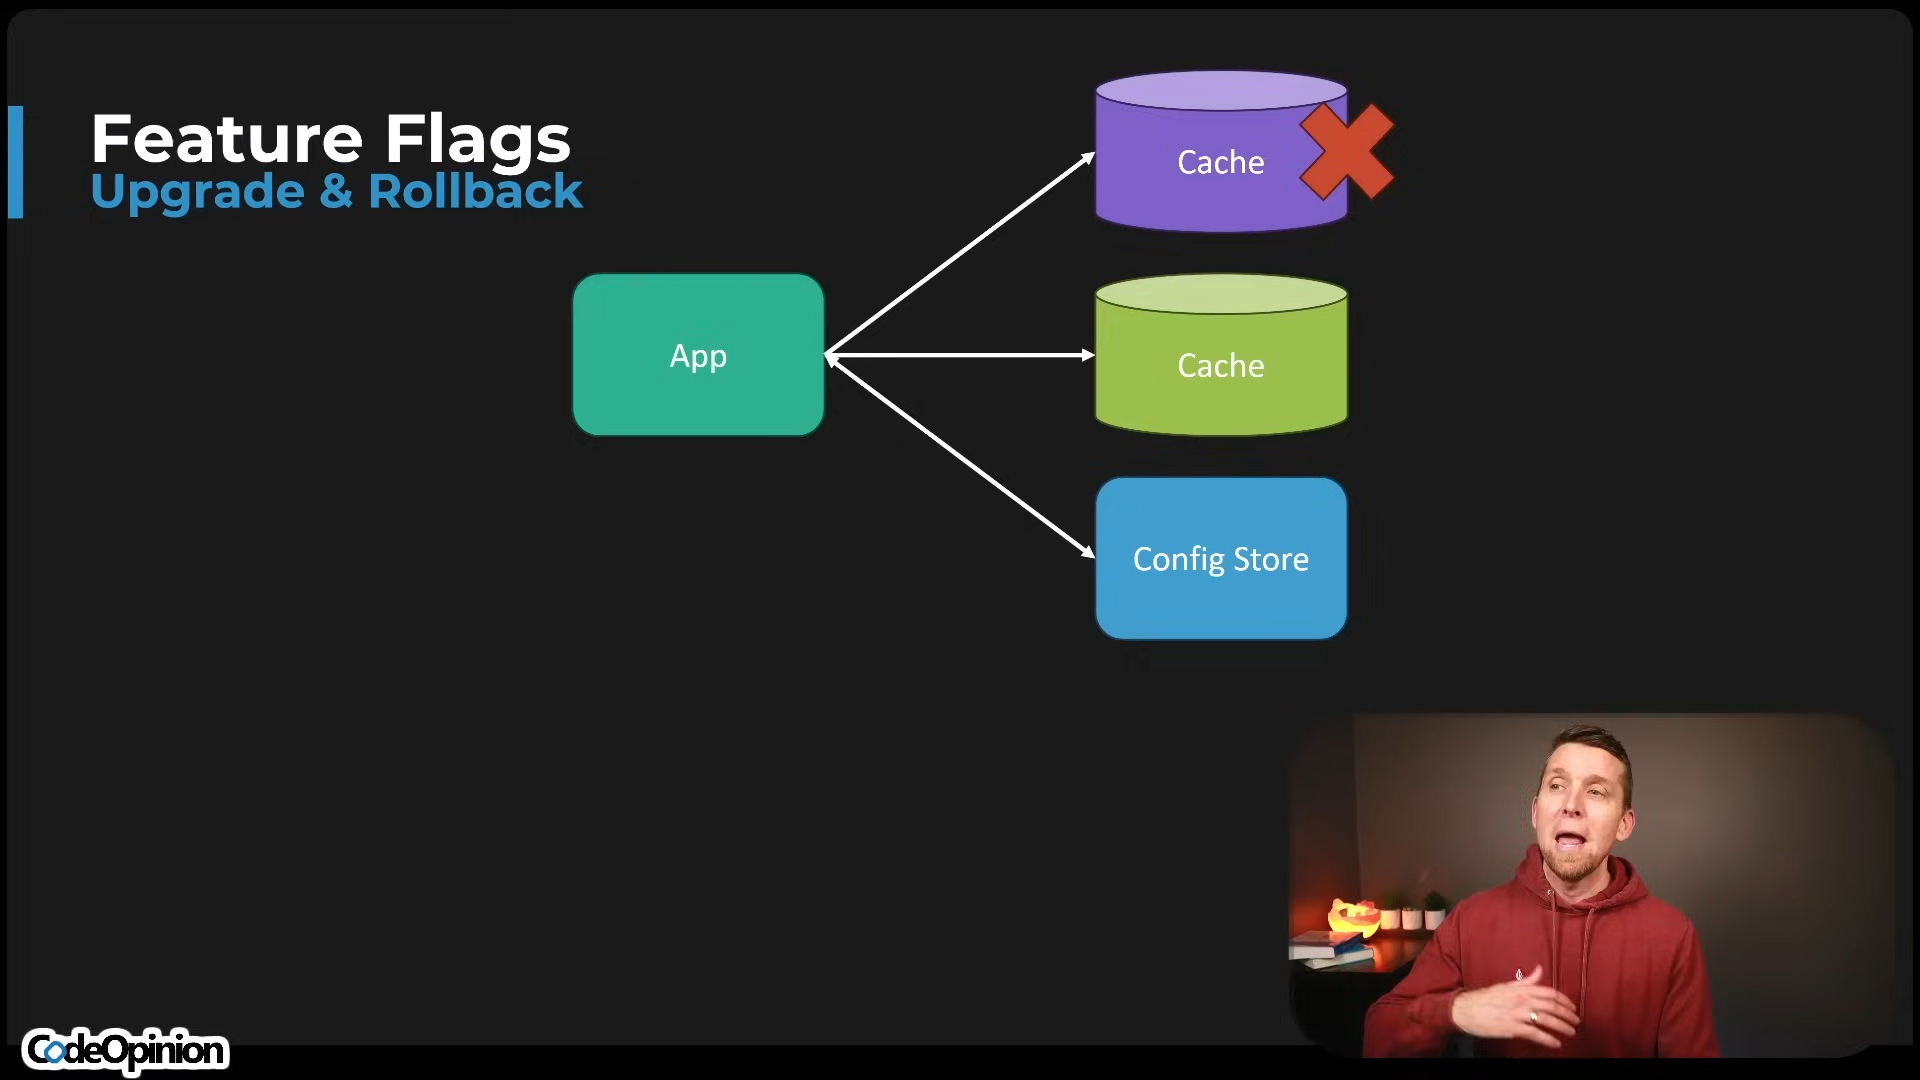 Feature Flags
Upgrade & Rollback
Cache
App
Cache
Config Store
CodeOpinion